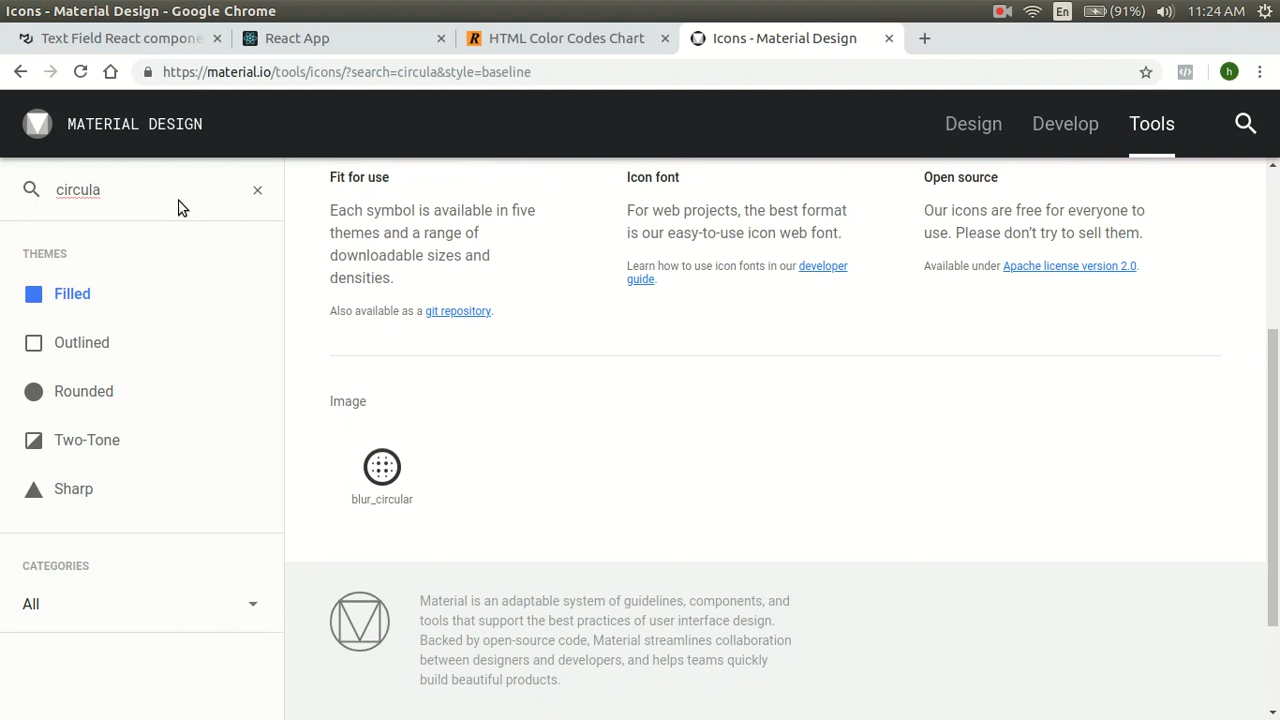 Icons - Material Design - Google Chrome
En
(91%)
11:24 AM
Text Field React compone
React App
HTML Color Codes Chart
Icons - Material Design
https://material.io/tools/icons/?search=circula&style=baseline
h
MATERIAL DESIGN
Design
Develop
Tools
circula
THEMES
Filled
Outlined
Rounded
Two-Tone
Sharp
CATEGORIES
All
Fit for use
Each symbol is available in five
themes and a range of
downloadable sizes and
densities.
Also available as a git repository.
Icon font
For web projects, the best format
is our easy-to-use icon web font.
Learn how to use icon fonts in our developer
guide.
Open source
Our icons are free for everyone to
use. Please don’t try to sell them.
Available under Apache license version 2.0.
Image
blur_circular
Material is an adaptable system of guidelines, components, and
tools that support the best practices of user interface design.
Backed by open-source code, Material streamlines collaboration
between designers and developers, and helps teams quickly
build beautiful products.